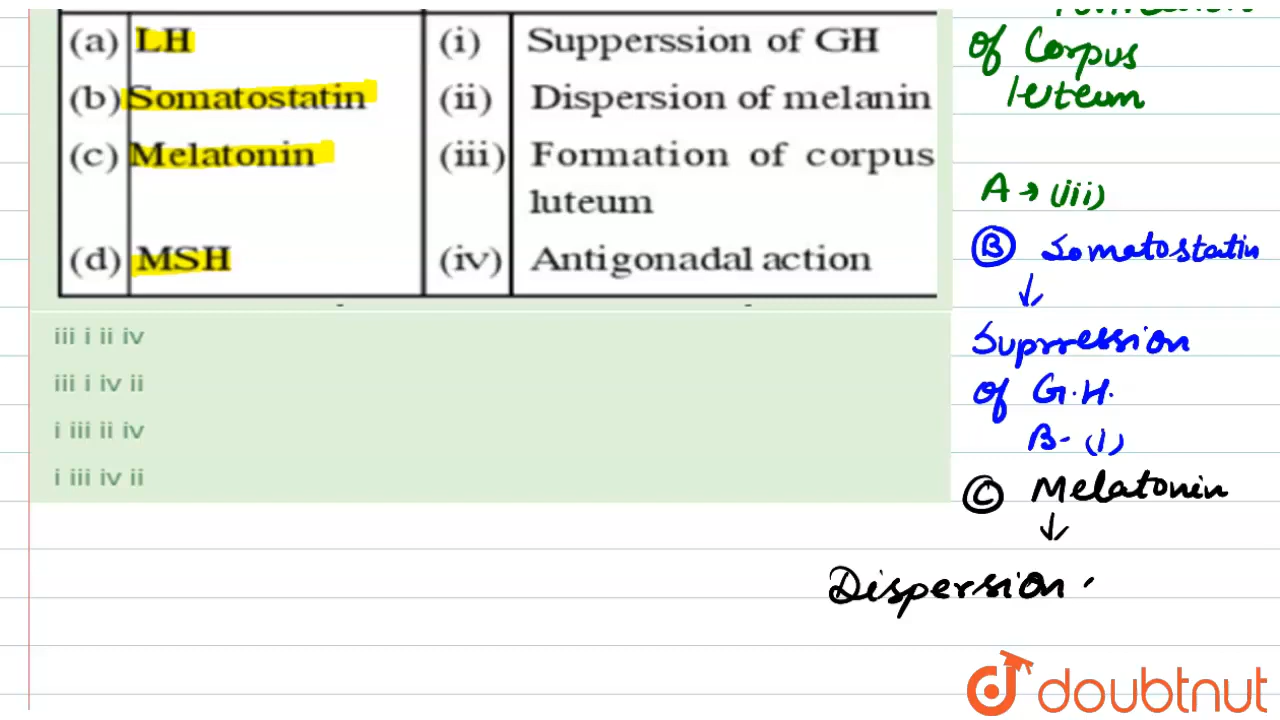 (a) LH (i) Supperssion of GH
(b) Somatostatin (ii) Dispersion of melanin
(c) Melatonin (iii) Formation of corpus
luteum
(d) MSH (iv) Antigonadal action
iii i ii iv
iii i iv ii
i iii ii iv
i iii iv ii
of Corpus
luteum
A → (iii)
B Somatostatin
↓
Supression
of G.H.
B- (1)
C Melatonin
↓
Dispersion
doubtnut